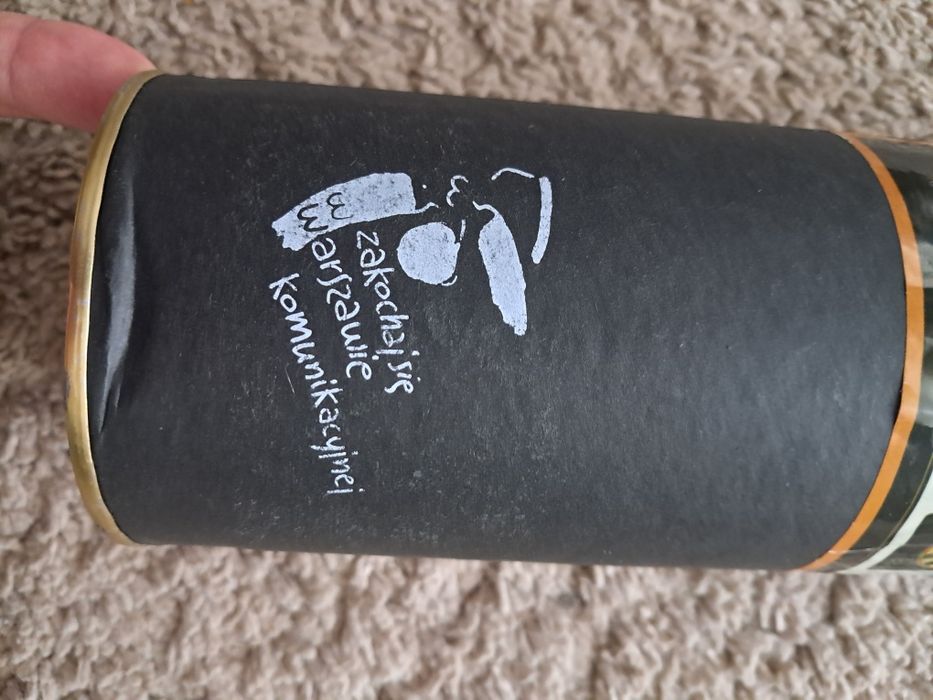 zakochaj się
w warszawie
komunikacyjnej